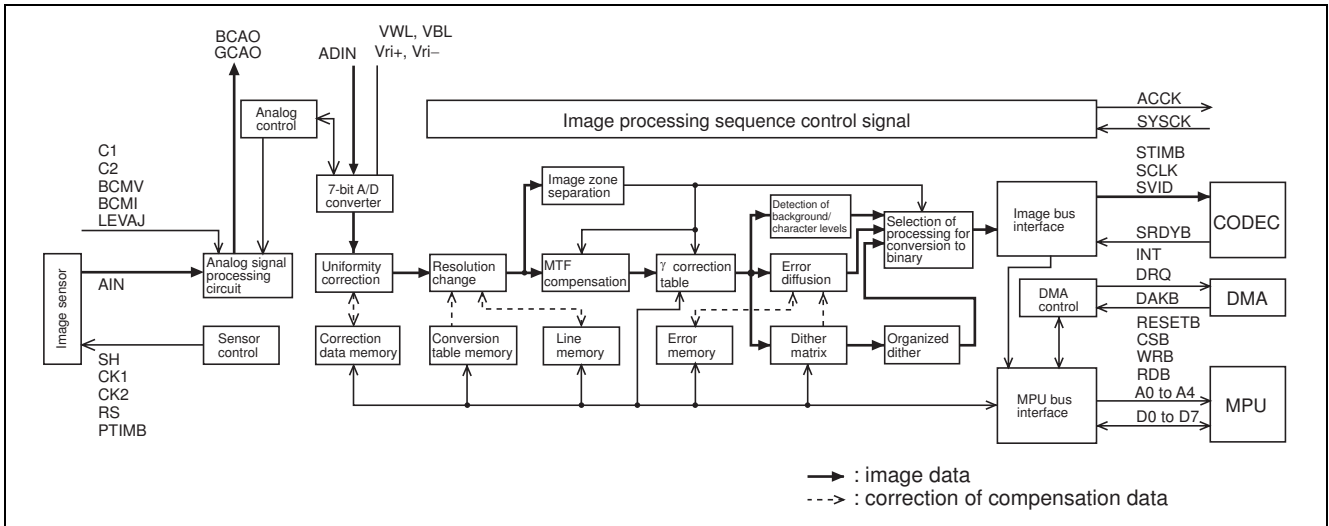 BCAO
GCAO
ADIN
VWL, VBL
Vri+, Vri−
Analog
control
Image processing sequence control signal
ACCK
SYSCK
C1
C2
BCMV
BCMI
LEVAJ
7-bit A/D
converter
Image zone
separation
Detection of
background/
character levels
Selection of
processing for
conversion to
binary
Image bus
interface
STIMB
SCLK
SVID
SRDYB
INT
CODEC
Image sensor
AIN
Analog signal
processing
circuit
Uniformity
correction
Resolution
change
MTF
compensation
γ correction
table
Error
diffusion
DMA
control
DRQ
DAKB
DMA
Sensor
control
Correction
data memory
Conversion
table memory
Line
memory
Error
memory
Dither
matrix
Organized
dither
RESETB
CSB
WRB
RDB
A0 to A4
D0 to D7
MPU bus
interface
MPU
SH
CK1
CK2
RS
PTIMB
: image data
: correction of compensation data